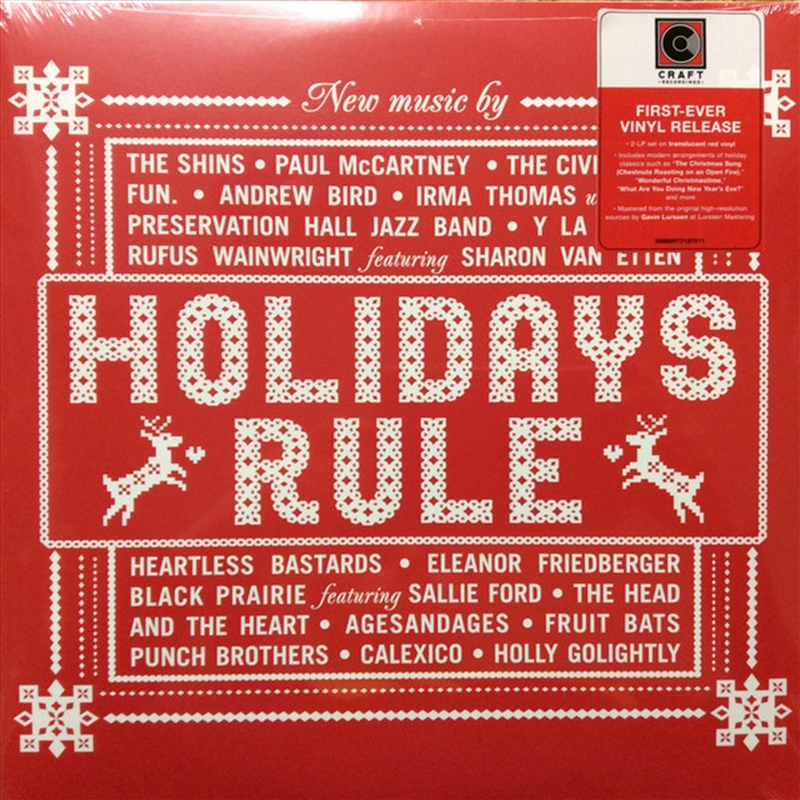 New music by
THE SHINS • PAUL McCARTNEY • THE CIVI
FUN. • ANDREW BIRD • IRMA THOMAS
PRESERVATION HALL JAZZ BAND • Y LA
RUFUS WAINWRIGHT featuring SHARON VAN ETTEN
CRAFT
•RECORDINGS•
FIRST-EVER
VINYL RELEASE
• 2-LP set on translucent red vinyl
• Includes modern arrangements of holiday
classics such as "The Christmas Song
(Chestnuts Roasting on an Open Fire),"
"Wonderful Christmastime,"
"What Are You Doing New Year's Eve?"
and more
• Mastered from the original high-resolution
sources by Gavin Lurssen at Lurssen Mastering
HOLIDAYS
RULE
HEARTLESS BASTARDS • ELEANOR FRIEDBERGER
BLACK PRAIRIE featuring SALLIE FORD • THE HEAD
AND THE HEART • AGESANDAGES • FRUIT BATS
PUNCH BROTHERS • CALEXICO • HOLLY GOLIGHTLY